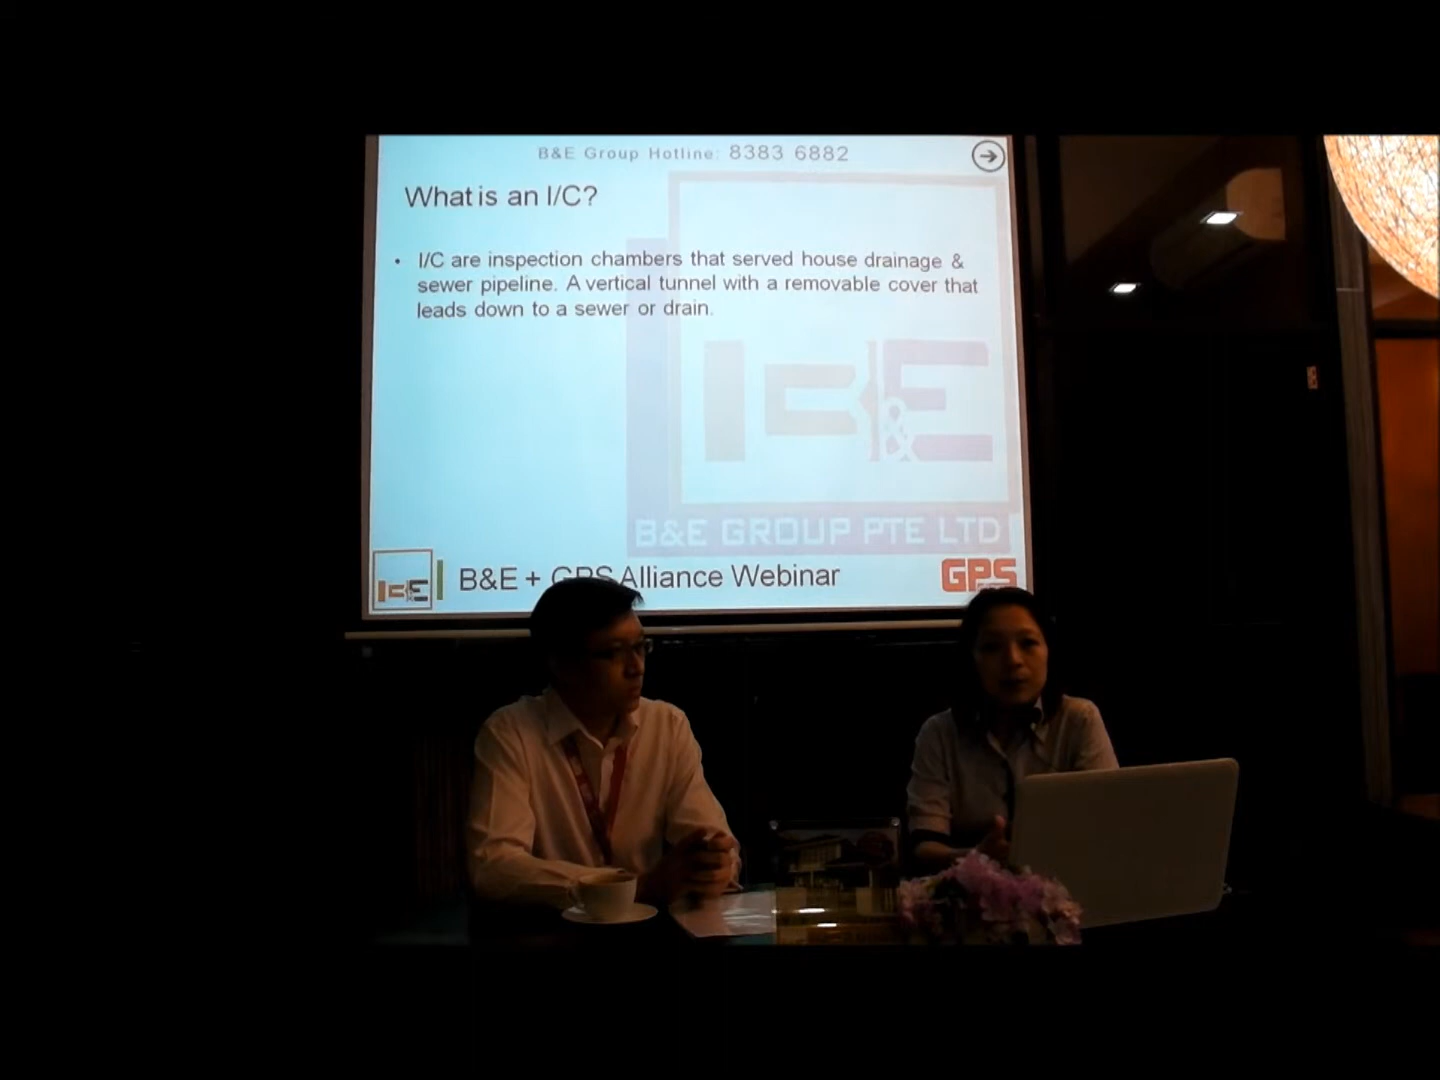 B&E Group Hotline: 8383 6882
What is an I/C?
• I/C are inspection chambers that served house drainage &
sewer pipeline. A vertical tunnel with a removable cover that
leads down to a sewer or drain.
B&E
B&E GROUP PTE LTD
B&E
B&E + GPS Alliance Webinar
GPS